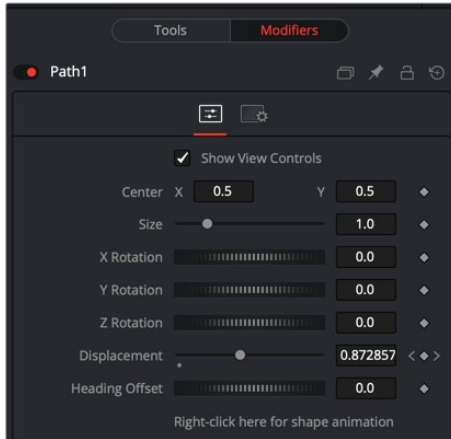 Tools Modifiers
Path1
Show View Controls
Center X 0.5 Y 0.5
Size 1.0
X Rotation 0.0
Y Rotation 0.0
Z Rotation 0.0
Displacement 0.872857
Heading Offset 0.0
Right-click here for shape animation